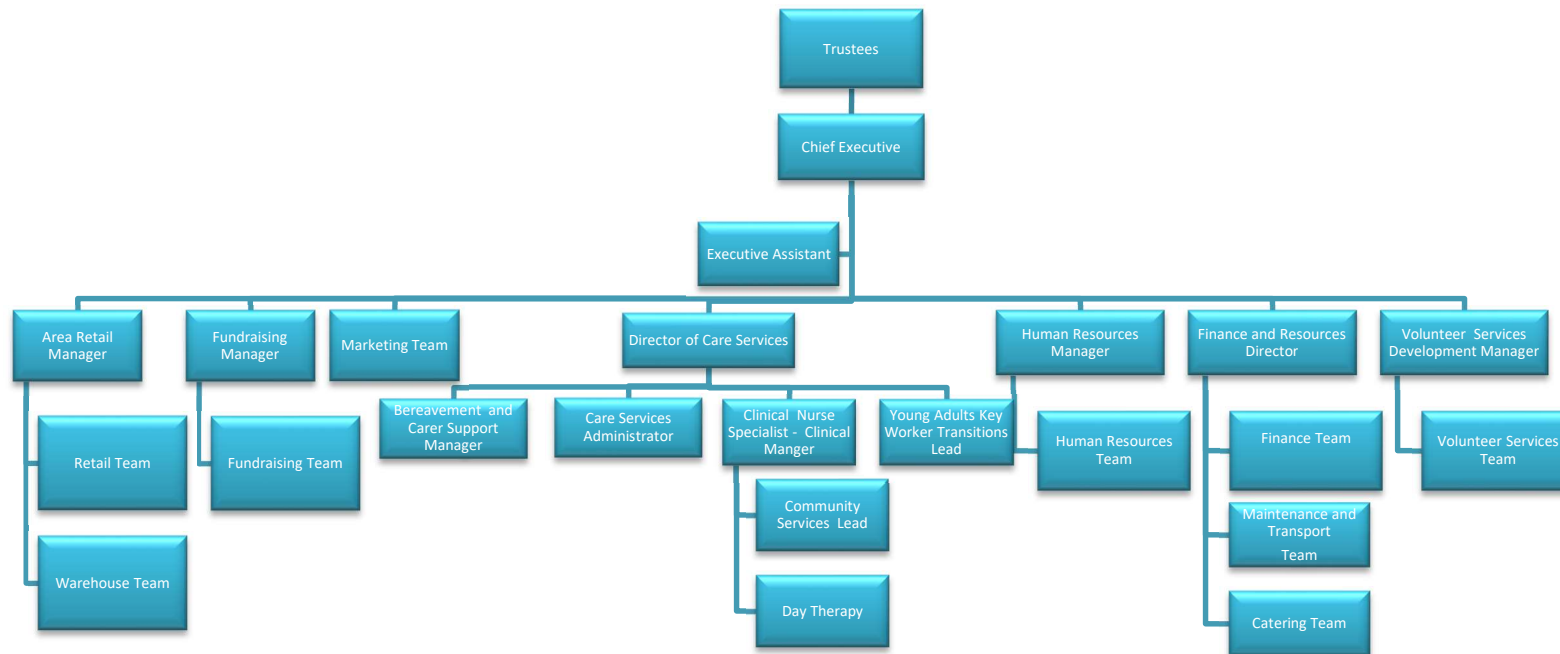 Trustees
Chief Executive
Executive Assistant
Area Retail
Manager
Fundraising
Manager
Marketing Team
Director of Care Services
Human Resources
Manager
Finance and Resources
Director
Volunteer Services
Development Manager
Bereavement and
Carer Support
Manager
Care Services
Administrator
Clinical Nurse
Specialist - Clinical
Manger
Young Adults Key
Worker Transitions
Lead
Retail Team
Fundraising Team
Human Resources
Team
Finance Team
Volunteer Services
Team
Community
Services Lead
Maintenance and
Transport
Team
Warehouse Team
Day Therapy
Catering Team